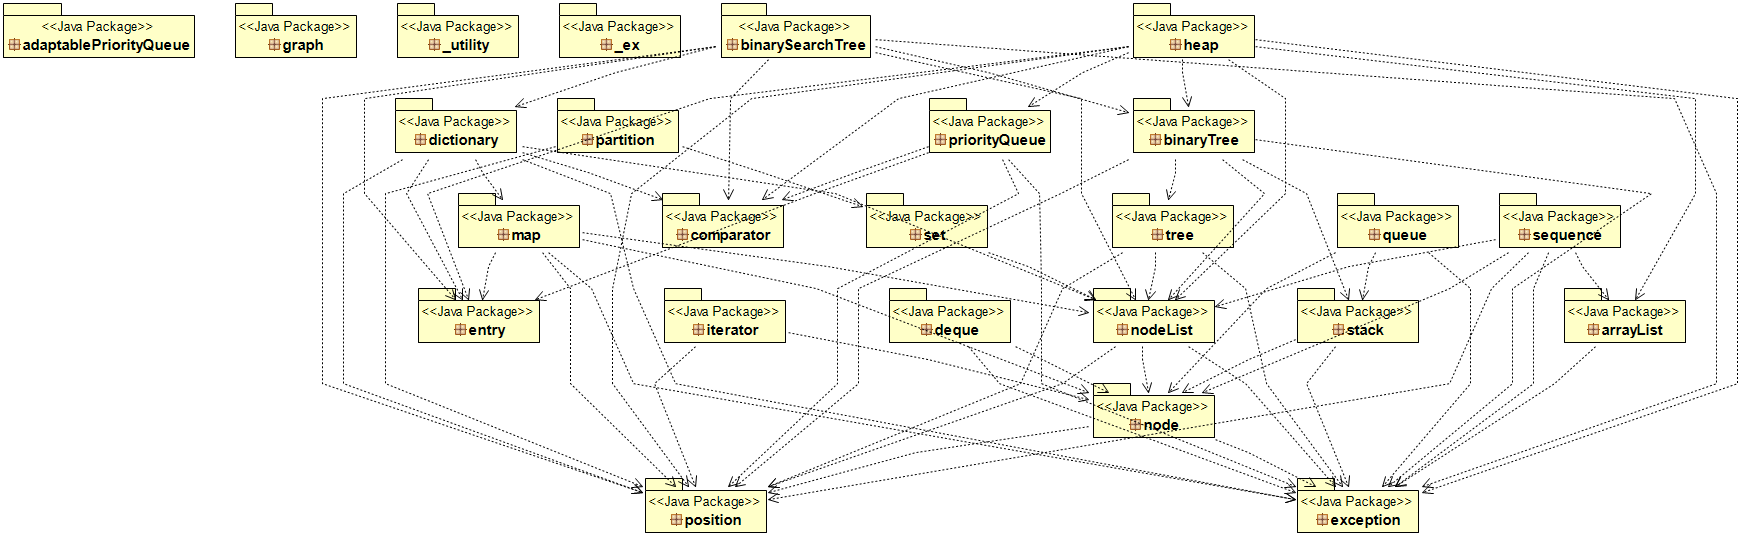 <<Java Package>>
adaptablePriorityQueue
<<Java Package>>
graph
<<Java Package>>
_utility
<<Java Package>>
_ex
<<Java Package>>
binarySearchTree
<<Java Package>>
heap
<<Java Package>>
dictionary
<<Java Package>>
partition
<<Java Package>>
priorityQueue
<<Java Package>>
binaryTree
<<Java Package>>
map
<<Java Package>>
comparator
<<Java Package>>
set
<<Java Package>>
tree
<<Java Package>>
queue
<<Java Package>>
sequence
<<Java Package>>
entry
<<Java Package>>
iterator
<<Java Package>>
deque
<<Java Package>>
nodeList
<<Java Package>>
stack
<<Java Package>>
arrayList
<<Java Package>>
node
<<Java Package>>
position
<<Java Package>>
exception